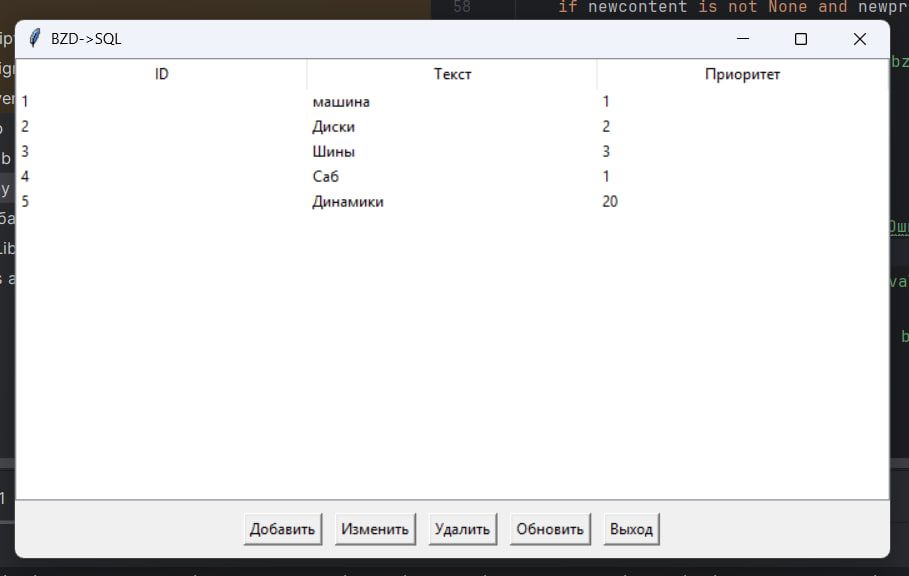 58 if newcontent is not None and newpr
BZD->SQL
ID Текст Приоритет
1 машина 1
2 Диски 2
3 Шины 3
4 Саб 1
5 Динамики 20
Добавить Изменить Удалить Обновить Выход